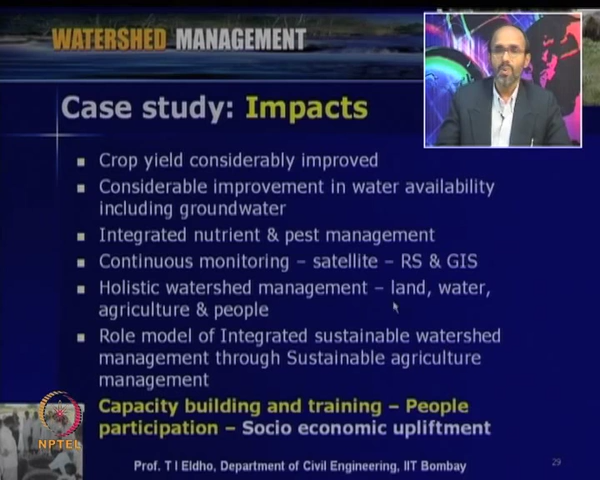 WATERSHED MANAGEMENT
Case study: Impacts
Crop yield considerably improved
Considerable improvement in water availability
including groundwater
Integrated nutrient & pest management
Continuous monitoring – satellite – RS & GIS
Holistic watershed management – land, water,
agriculture & people
Role model of Integrated sustainable watershed
management through Sustainable agriculture
management
Capacity building and training – People
participation – Socio economic upliftment
NPTEL
Prof. T I Eldho, Department of Civil Engineering, IIT Bombay
29